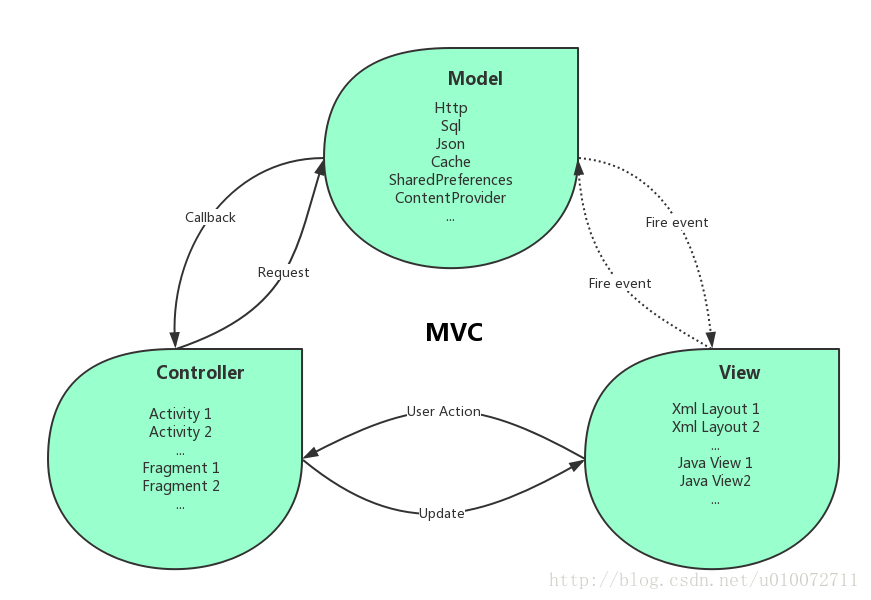 Model
Http
Sql
Json
Cache
SharedPreferences
ContentProvider
...
Callback
Request
Fire event
Fire event
MVC
Controller
Activity 1
Activity 2
...
Fragment 1
Fragment 2
...
User Action
Update
View
Xml Layout 1
Xml Layout 2
...
Java View 1
Java View2
...
http://blog.csdn.net/u010072711